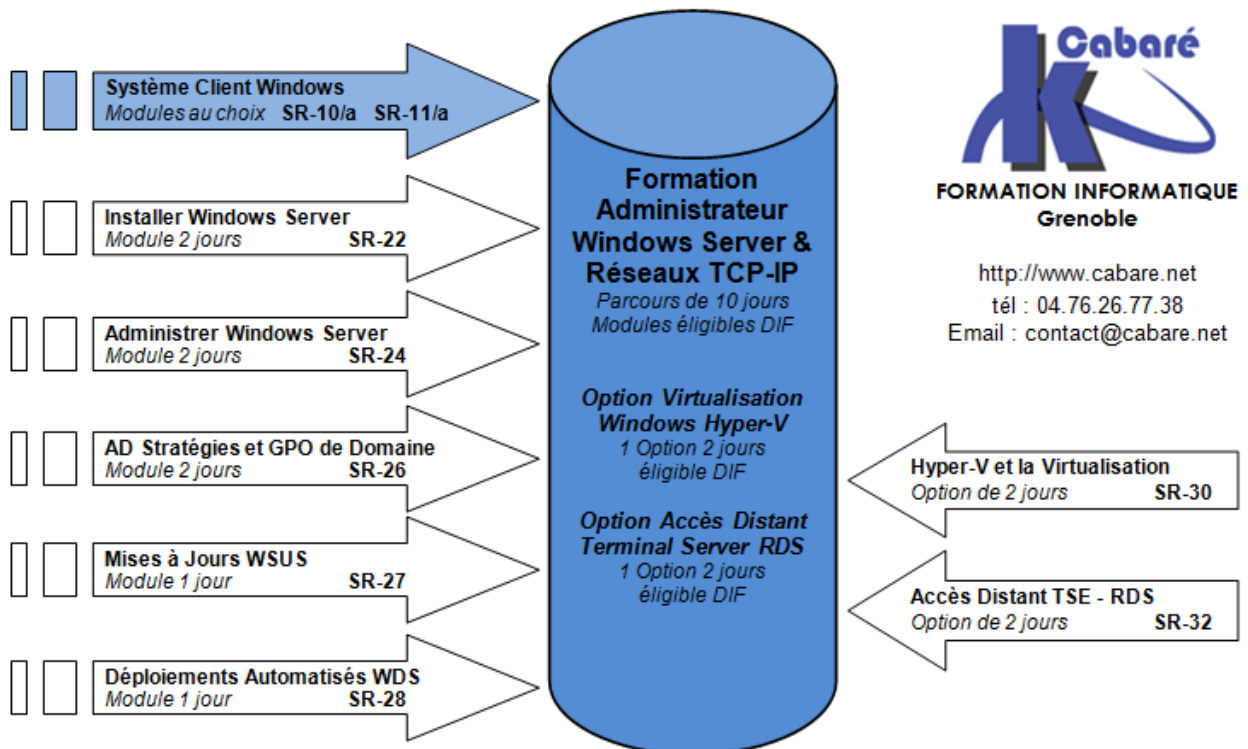 Système Client Windows
Modules au choix SR-10/a SR-11/a
Installer Windows Server
Module 2 jours SR-22
Administrer Windows Server
Module 2 jours SR-24
AD Stratégies et GPO de Domaine
Module 2 jours SR-26
Mises à Jours WSUS
Module 1 jour SR-27
Déploiements Automatisés WDS
Module 1 jour SR-28
Formation
Administrateur
Windows Server &
Réseaux TCP-IP
Parcours de 10 jours
Modules éligibles DIF
Option Virtualisation
Windows Hyper-V
1 Option 2 jours
éligible DIF
Option Accès Distant
Terminal Server RDS
1 Option 2 jours
éligible DIF
Cabaré
FORMATION INFORMATIQUE
Grenoble
http://www.cabare.net
tél : 04.76.26.77.38
Email : contact@cabare.net
Hyper-V et la Virtualisation
Option de 2 jours SR-30
Accès Distant TSE - RDS
Option de 2 jours SR-32